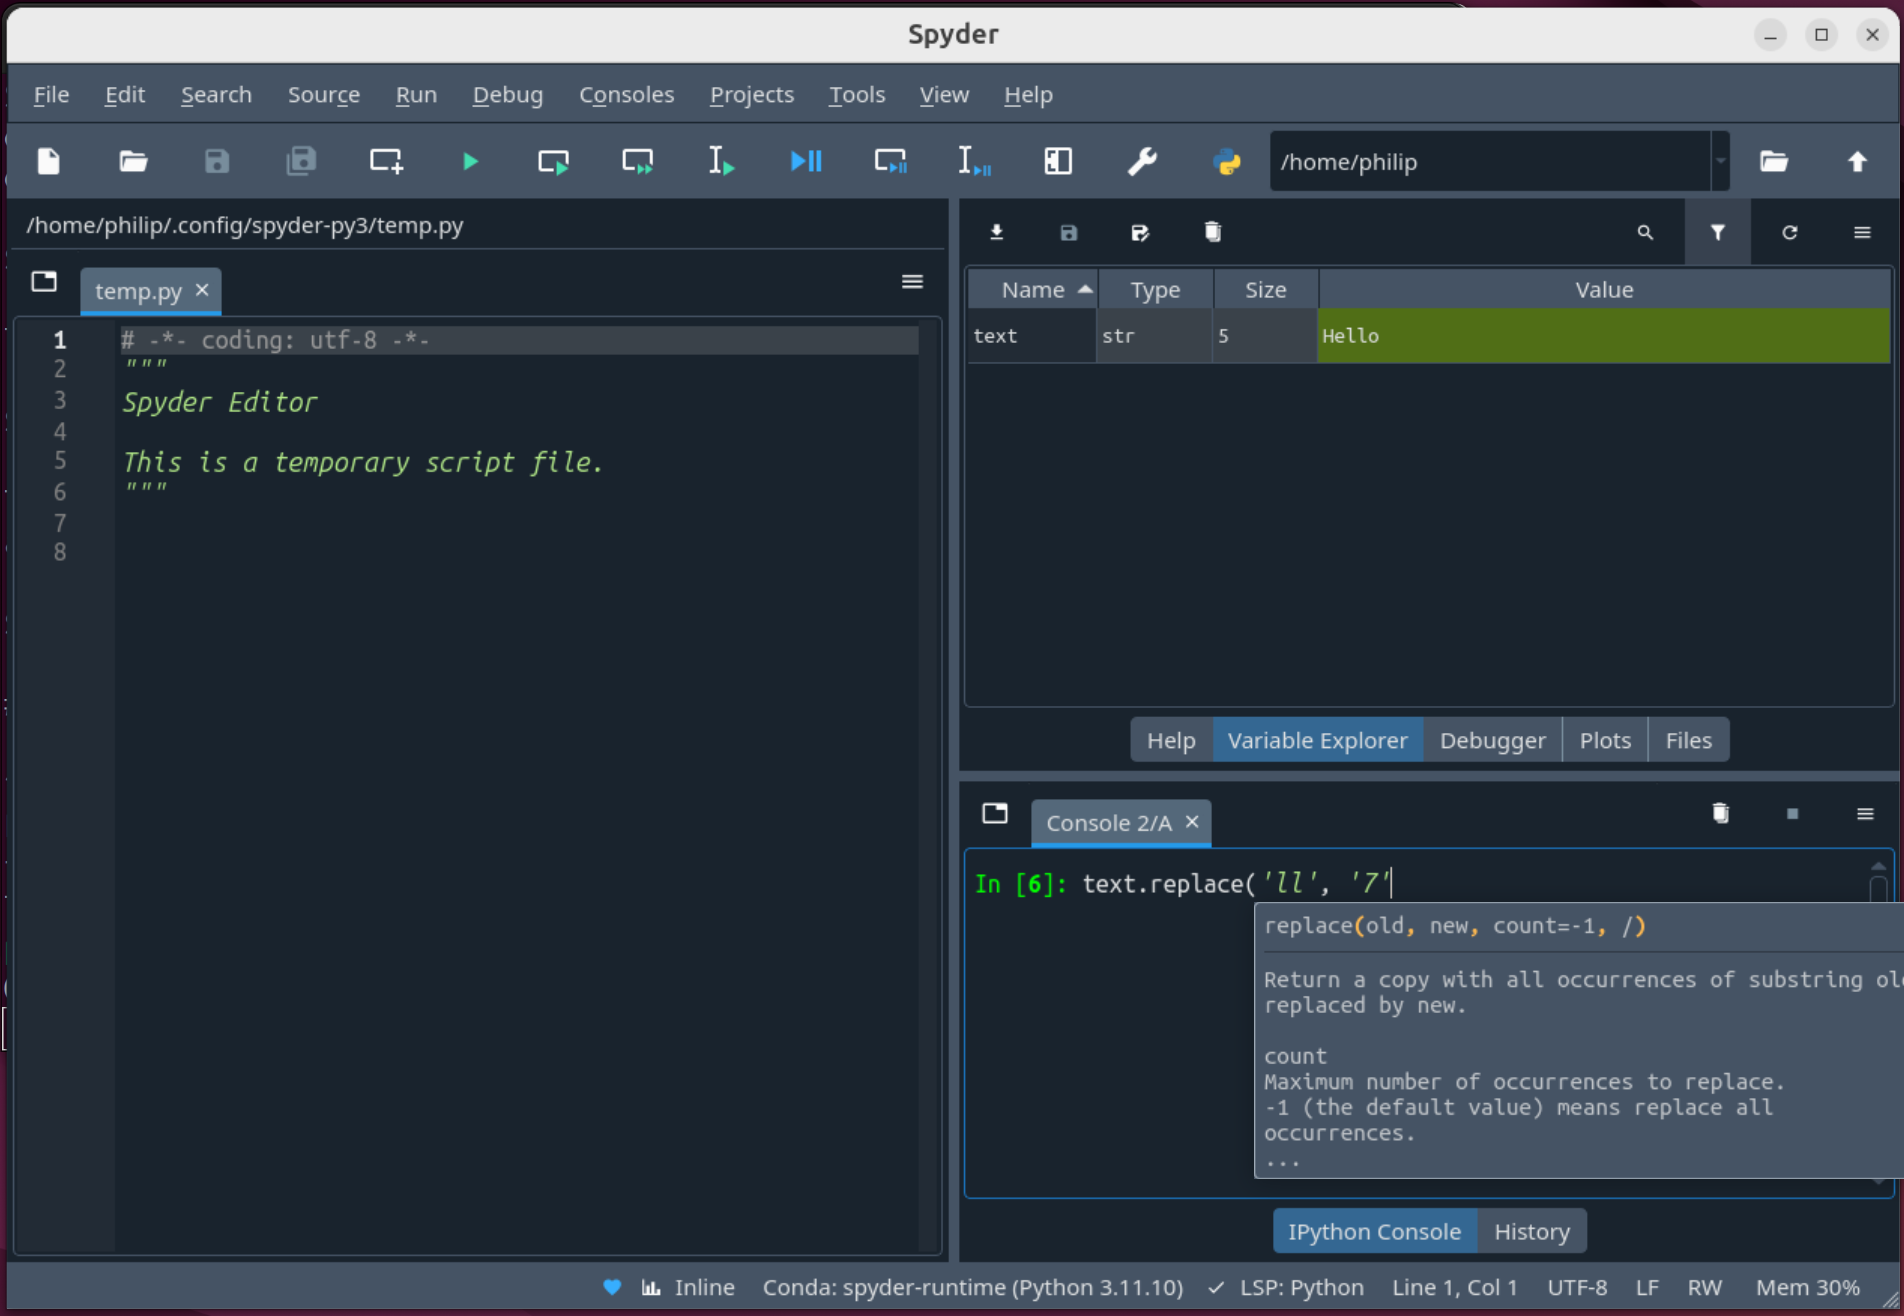 Spyder
File Edit Search Source Run Debug Consoles Projects Tools View Help
/home/philip
/home/philip/.config/spyder-py3/temp.py
temp.py
1 # -*- coding: utf-8 -*-
2 """
3 Spyder Editor
4
5 This is a temporary script file.
6 """
7
8
Name Type Size Value
text str 5 Hello
Help Variable Explorer Debugger Plots Files
Console 2/A
In [6]: text.replace('ll', '7'
replace(old, new, count=-1, /)
Return a copy with all occurrences of substring
replaced by new.
count
Maximum number of occurrences to replace.
-1 (the default value) means replace all
occurrences.
...
IPython Console History
Inline Conda: spyder-runtime (Python 3.11.10) ✓ LSP: Python Line 1, Col 1 UTF-8 LF RW Mem 30%